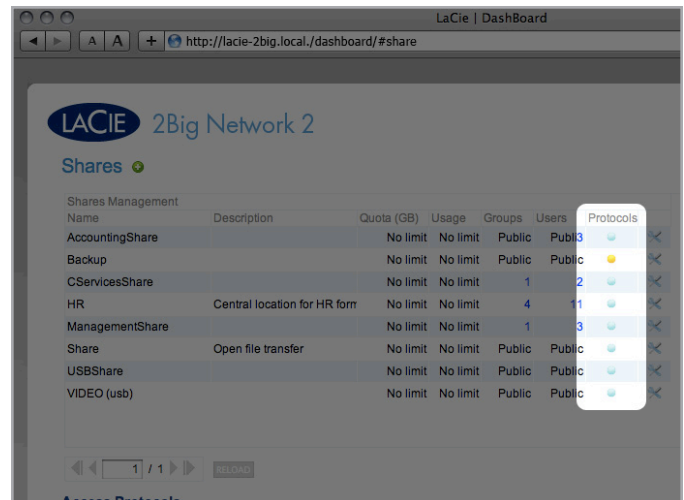 LaCie | DashBoard
A A + http://lacie-2big.local./dashboard/#share
LACIE 2Big Network 2
Shares
Shares Management
Name Description Quota (GB) Usage Groups Users Protocols
AccountingShare No limit No limit Public Publi3
Backup No limit No limit Public Public
CServicesShare No limit No limit 1 2
HR Central location for HR form No limit No limit 4 11
ManagementShare No limit No limit 1 3
Share Open file transfer No limit No limit Public Public
USBShare No limit No limit Public Public
VIDEO (usb) No limit No limit Public Public
1 / 1 RELOAD
Access Protocols